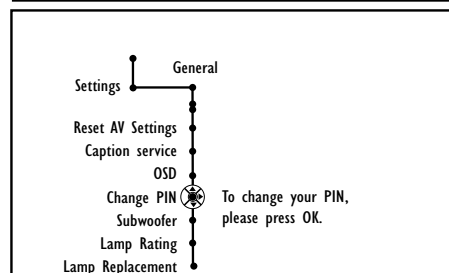 General
Settings
Reset AV Settings
Caption service
OSD
Change PIN
To change your PIN,
please press OK.
Subwoofer
Lamp Rating
Lamp Replacement